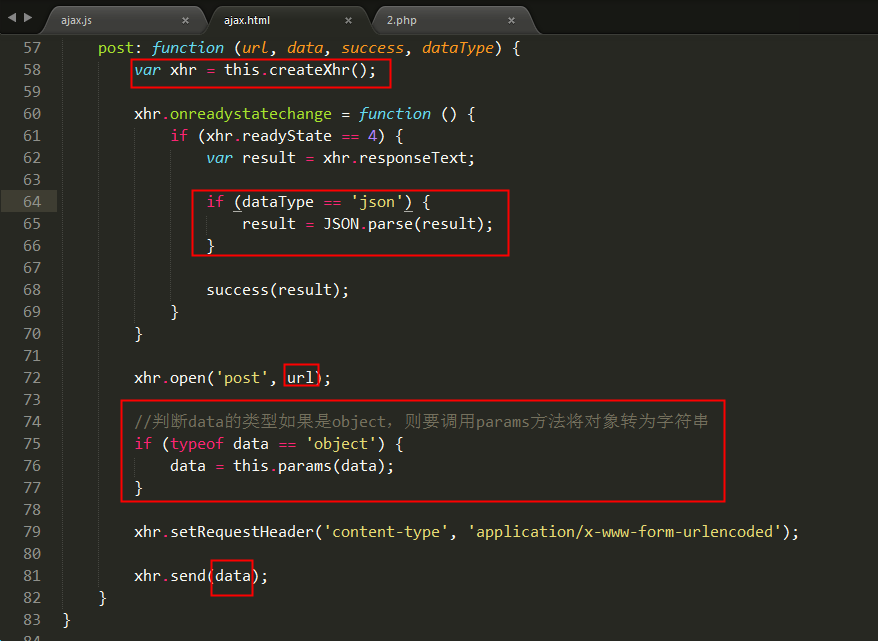 ajax.js × ajax.html × 2.php ×
57 post: function (url, data, success, dataType) {
58 var xhr = this.createXhr();
59
60 xhr.onreadystatechange = function () {
61 if (xhr.readyState == 4) {
62 var result = xhr.responseText;
63
64 if (dataType == 'json') {
65 result = JSON.parse(result);
66 }
67
68 success(result);
69 }
70 }
71
72 xhr.open('post', url);
73
74 //判断data的类型如果是object，则要调用params方法将对象转为字符串
75 if (typeof data == 'object') {
76 data = this.params(data);
77 }
78
79 xhr.setRequestHeader('content-type', 'application/x-www-form-urlencoded');
80
81 xhr.send(data);
82 }
83 }
84